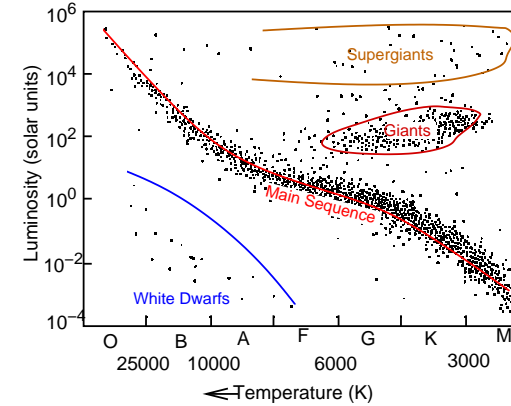 10^6
Supergiants
10^4
Giants
10^2
Luminosity (solar units)
10^0
Main Sequence
10^−2
White Dwarfs
10^−4
O B A F G K M
25000 10000 6000 3000
Temperature (K)